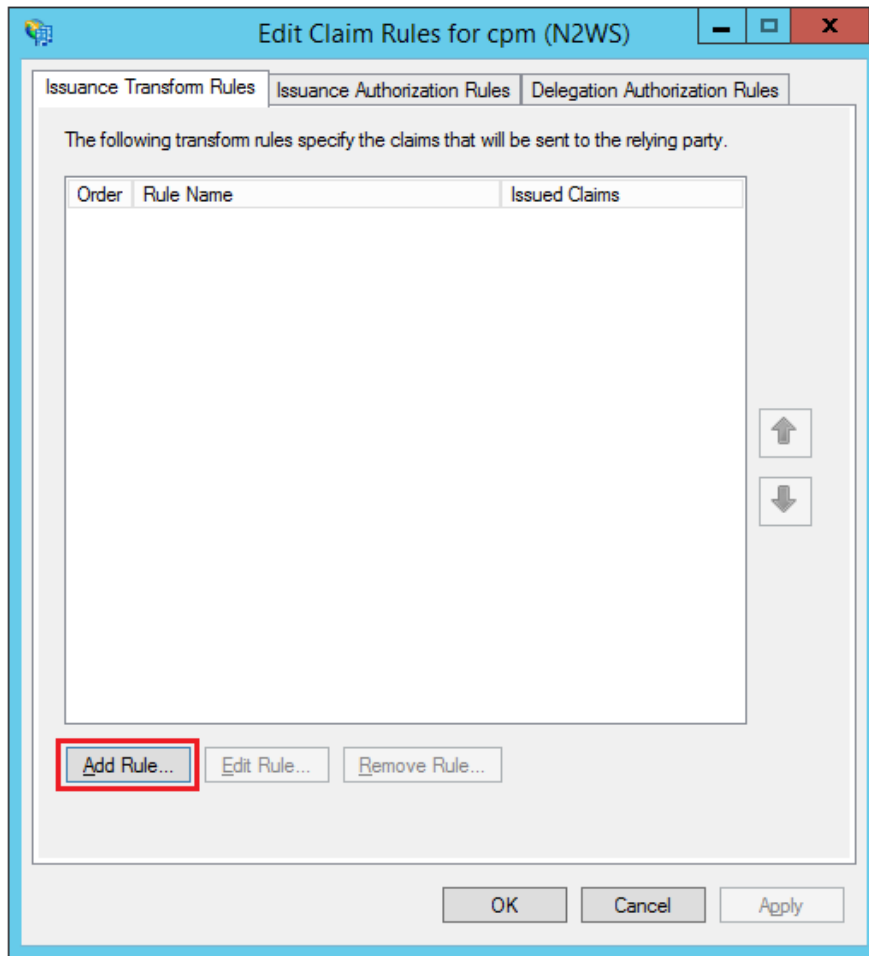 Edit Claim Rules for cpm (N2WS)
Issuance Transform Rules Issuance Authorization Rules Delegation Authorization Rules
The following transform rules specify the claims that will be sent to the relying party.
Order Rule Name Issued Claims
Add Rule... Edit Rule... Remove Rule...
OK Cancel Apply